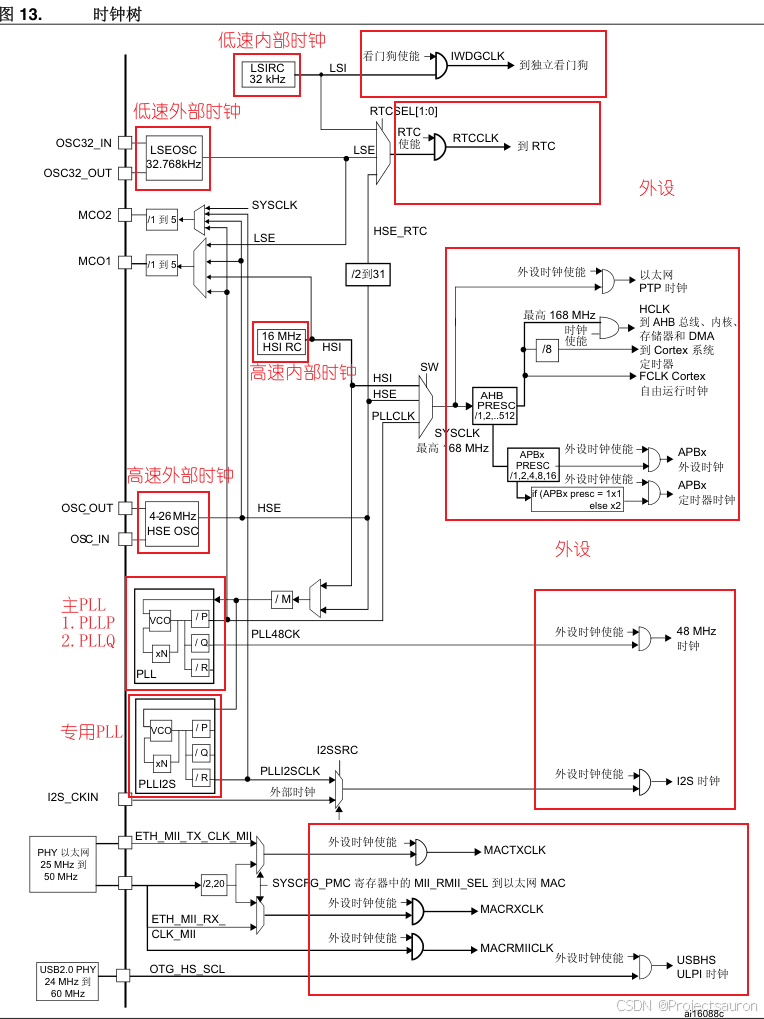 图 13. 时钟树
低速内部时钟
LSIRC
32 kHz
LSI
看门狗使能
IWDGCLK
到独立看门狗
低速外部时钟
RTCSEL[1:0]
OSC32_IN
OSC32_OUT
LSEOSC
32.768kHz
LSE
RTC
使能
RTCCLK
到 RTC
外设
MCO2
/1 到 5
SYSCLK
MCO1
/1 到 5
LSE
HSE_RTC
/2到31
外设时钟使能
以太网
PTP 时钟
16 MHz
HSI RC
HSI
高速内部时钟
最高 168 MHz
时钟
使能
HCLK
到 AHB 总线、内核、
存储器和 DMA
/8
到 Cortex 系统
定时器
FCLK Cortex
自由运行时钟
SW
HSI
HSE
PLLCLK
SYSCLK
最高 168 MHz
AHB
PRESC
/1,2,..512
APBx
PRESC
/1,2,4,8,16
外设时钟使能
APBx
外设时钟
外设时钟使能
APBx
定时器时钟
if (APBx presc = 1x1
else x2
高速外部时钟
OSC_OUT
OSC_IN
4-26 MHz
HSE OSC
HSE
外设
主PLL
1. PLLP
2. PLLQ
/ M
VCO
xN
/ P
/ Q
/ R
PLL
PLL48CK
外设时钟使能
48 MHz
时钟
专用PLL
VCO
xN
/ P
/ Q
/ R
PLLI2S
I2SSRC
PLLI2SCLK
外部时钟
I2S_CKIN
外设时钟使能
I2S 时钟
PHY 以太网
25 MHz 到
50 MHz
ETH_MII_TX_CLK_MII
外设时钟使能
MACTXCLK
/2,20
SYSCFG_PMC 寄存器中的 MII_RMII_SEL 到以太网 MAC
ETH_MII_RX_
CLK_MII
外设时钟使能
MACRXCLK
外设时钟使能
MACRMIICLK
USB2.0 PHY
24 MHz 到
60 MHz
OTG_HS_SCL
外设时钟使能
USBHS
ULPI 时钟
CSDN @Projectsauron
ai16088c